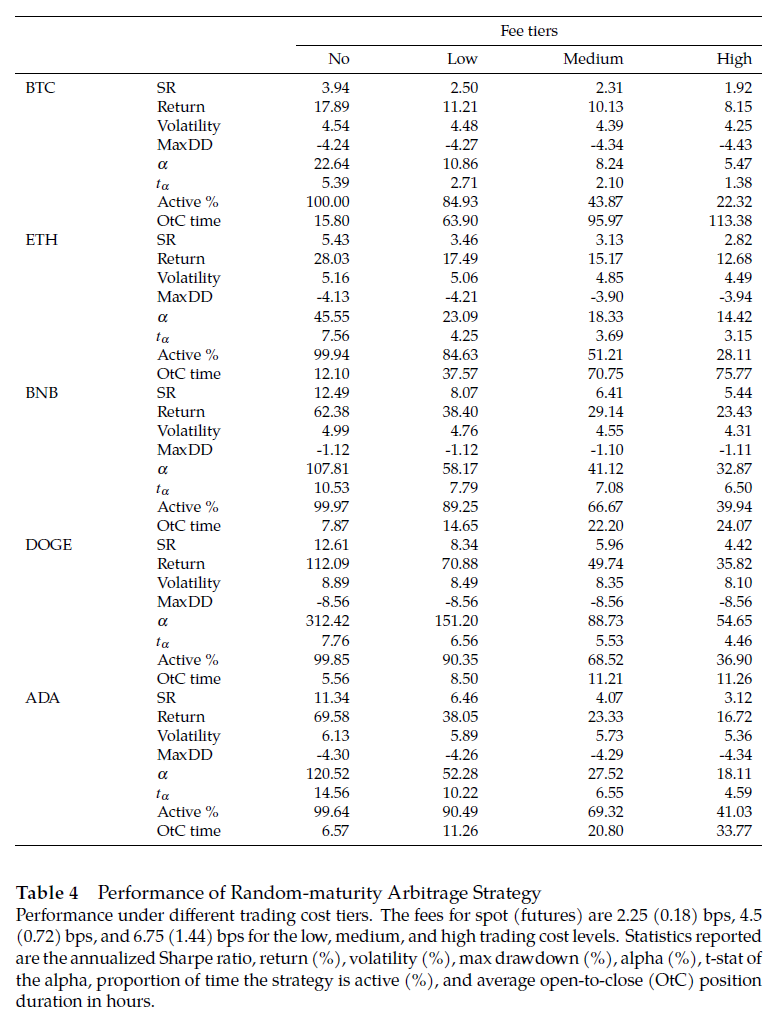 Fee tiers
No Low Medium High
BTC SR 3.94 2.50 2.31 1.92
Return 17.89 11.21 10.13 8.15
Volatility 4.54 4.48 4.39 4.25
MaxDD -4.24 -4.27 -4.34 -4.43
α 22.64 10.86 8.24 5.47
tα 5.39 2.71 2.10 1.38
Active % 100.00 84.93 43.87 22.32
OtC time 15.80 63.90 95.97 113.38
ETH SR 5.43 3.46 3.13 2.82
Return 28.03 17.49 15.17 12.68
Volatility 5.16 5.06 4.85 4.49
MaxDD -4.13 -4.21 -3.90 -3.94
α 45.55 23.09 18.33 14.42
tα 7.56 4.25 3.69 3.15
Active % 99.94 84.63 51.21 28.11
OtC time 12.10 37.57 70.75 75.77
BNB SR 12.49 8.07 6.41 5.44
Return 62.38 38.40 29.14 23.43
Volatility 4.99 4.76 4.55 4.31
MaxDD -1.12 -1.12 -1.10 -1.11
α 107.81 58.17 41.12 32.87
tα 10.53 7.79 7.08 6.50
Active % 99.97 89.25 66.67 39.94
OtC time 7.87 14.65 22.20 24.07
DOGE SR 12.61 8.34 5.96 4.42
Return 112.09 70.88 49.74 35.82
Volatility 8.89 8.49 8.35 8.10
MaxDD -8.56 -8.56 -8.56 -8.56
α 312.42 151.20 88.73 54.65
tα 7.76 6.56 5.53 4.46
Active % 99.85 90.35 68.52 36.90
OtC time 5.56 8.50 11.21 11.26
ADA SR 11.34 6.46 4.07 3.12
Return 69.58 38.05 23.33 16.72
Volatility 6.13 5.89 5.73 5.36
MaxDD -4.30 -4.26 -4.29 -4.34
α 120.52 52.28 27.52 18.11
tα 14.56 10.22 6.55 4.59
Active % 99.64 90.49 69.32 41.03
OtC time 6.57 11.26 20.80 33.77
Table 4 Performance of Random-maturity Arbitrage Strategy
Performance under different trading cost tiers. The fees for spot (futures) are 2.25 (0.18) bps, 4.5
(0.72) bps, and 6.75 (1.44) bps for the low, medium, and high trading cost levels. Statistics reported
are the annualized Sharpe ratio, return (%), volatility (%), max drawdown (%), alpha (%), t-stat of
the alpha, proportion of time the strategy is active (%), and average open-to-close (OtC) position
duration in hours.